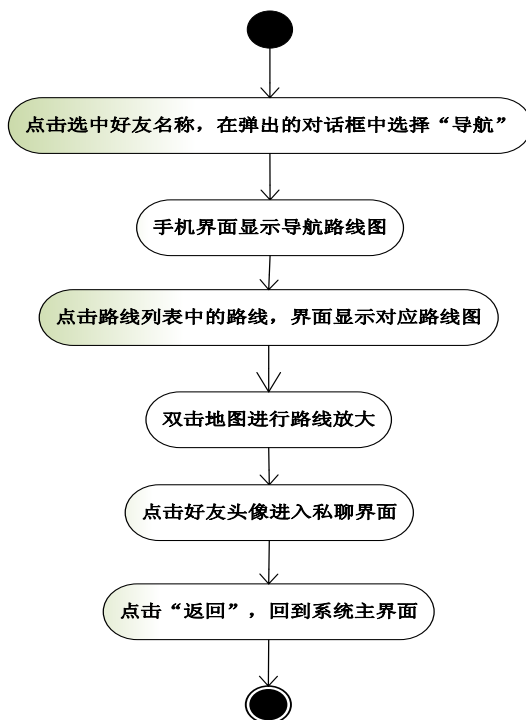 点击选中好友名称，在弹出的对话框中选择“导航”
手机界面显示导航路线图
点击路线列表中的路线，界面显示对应路线图
双击地图进行路线放大
点击好友头像进入私聊界面
点击“返回”，回到系统主界面